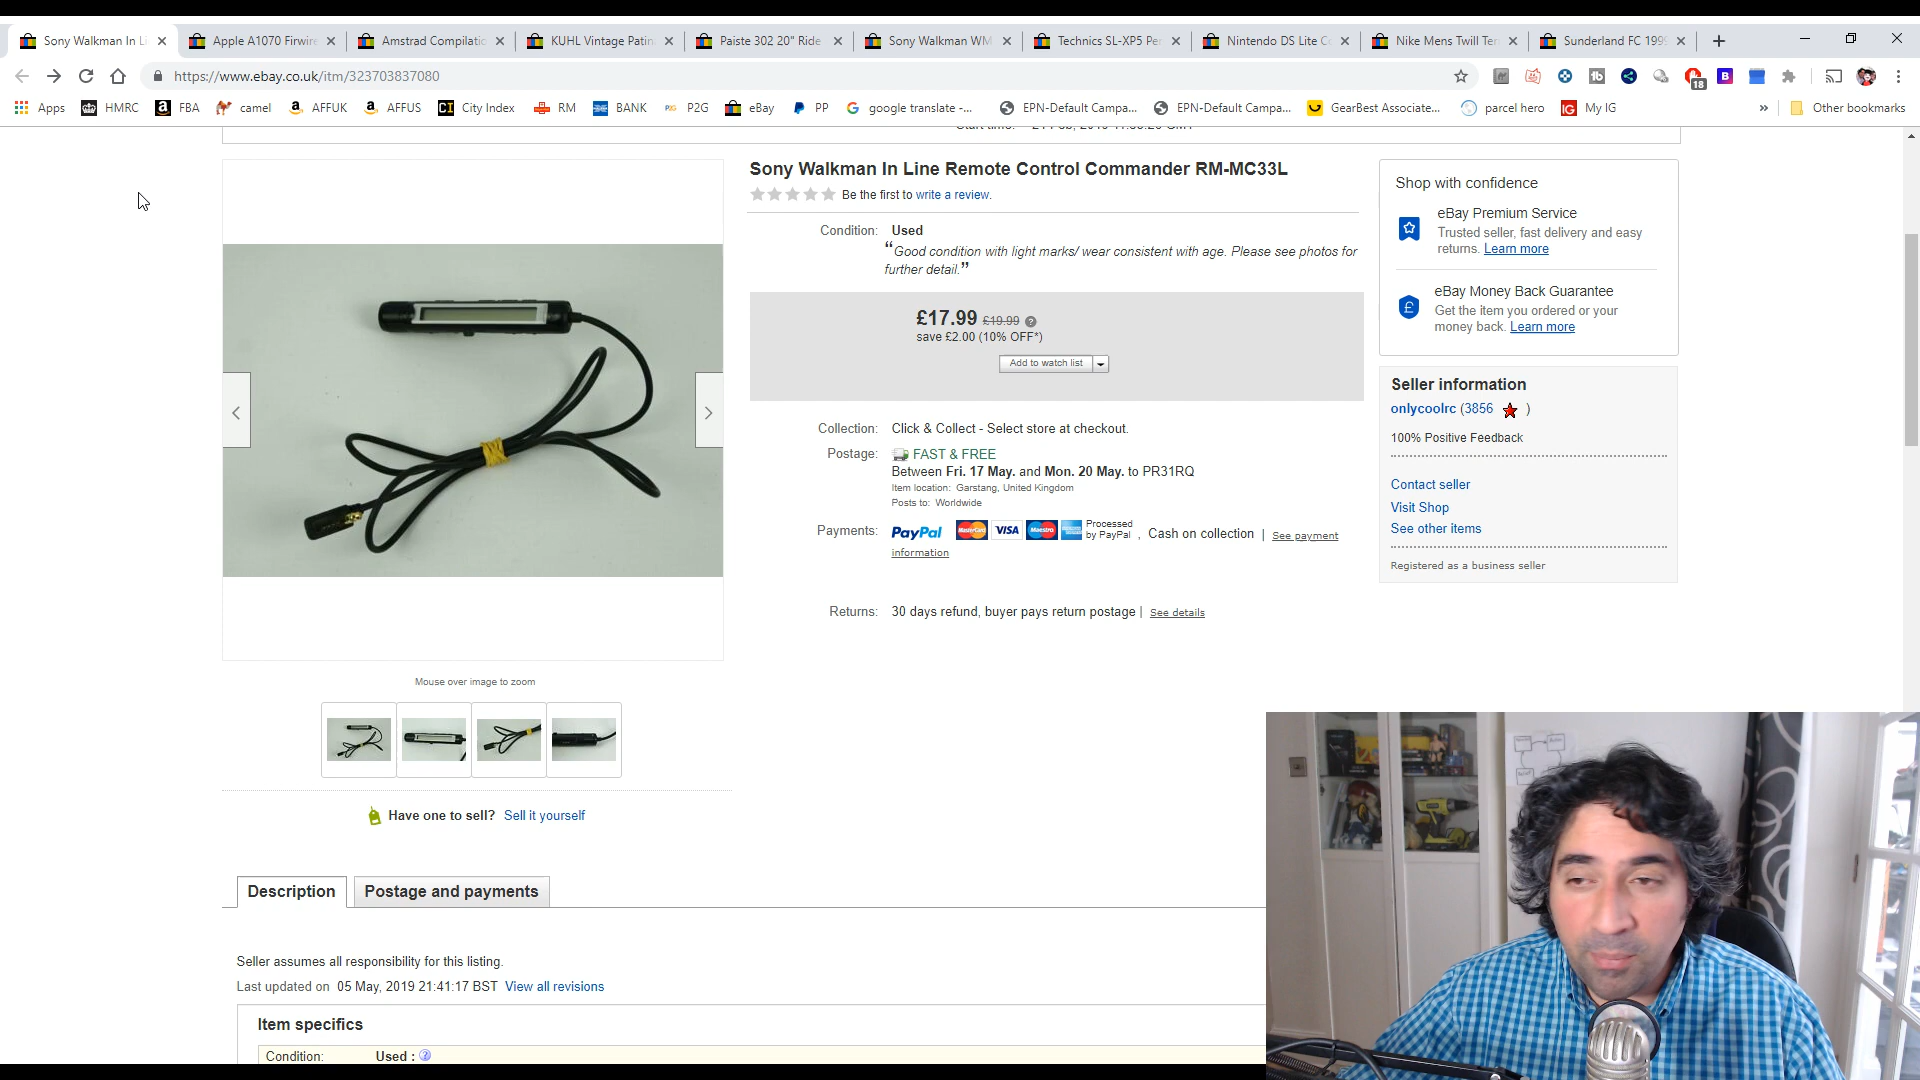 Sony Walkman In Li
Apple A1070 Firwire
Amstrad Compilatio
KUHL Vintage Patin
Paiste 302 20" Ride
Sony Walkman WM
Technics SL-XP5 Per
Nintendo DS Lite Co
Nike Mens Twill Ten
Sunderland FC 1999
https://www.ebay.co.uk/itm/323703837080
18
Apps
HMRC
FBA
camel
AFFUK
AFFUS
City Index
RM
BANK
P2G
eBay
PP
google translate -...
EPN-Default Campa...
EPN-Default Campa...
GearBest Associate...
parcel hero
My IG
Other bookmarks
Sony Walkman In Line Remote Control Commander RM-MC33L
Be the first to write a review.
Condition: Used
"Good condition with light marks/ wear consistent with age. Please see photos for
further detail."
£17.99 £19.99
save £2.00 (10% OFF*)
Add to watch list
Collection: Click & Collect - Select store at checkout.
Postage: FAST & FREE
Between Fri. 17 May. and Mon. 20 May. to PR31RQ
Item location: Garstang, United Kingdom
Posts to: Worldwide
Payments: PayPal MasterCard VISA Maestro Processed by PayPal , Cash on collection | See payment
information
Returns: 30 days refund, buyer pays return postage | See details
Shop with confidence
eBay Premium Service
Trusted seller, fast delivery and easy
returns. Learn more
eBay Money Back Guarantee
Get the item you ordered or your
money back. Learn more
Seller information
onlycoolrc (3856 )
100% Positive Feedback
Contact seller
Visit Shop
See other items
Registered as a business seller
Mouse over image to zoom
Have one to sell? Sell it yourself
Description
Postage and payments
Seller assumes all responsibility for this listing.
Last updated on 05 May, 2019 21:41:17 BST View all revisions
Item specifics
Condition: Used :